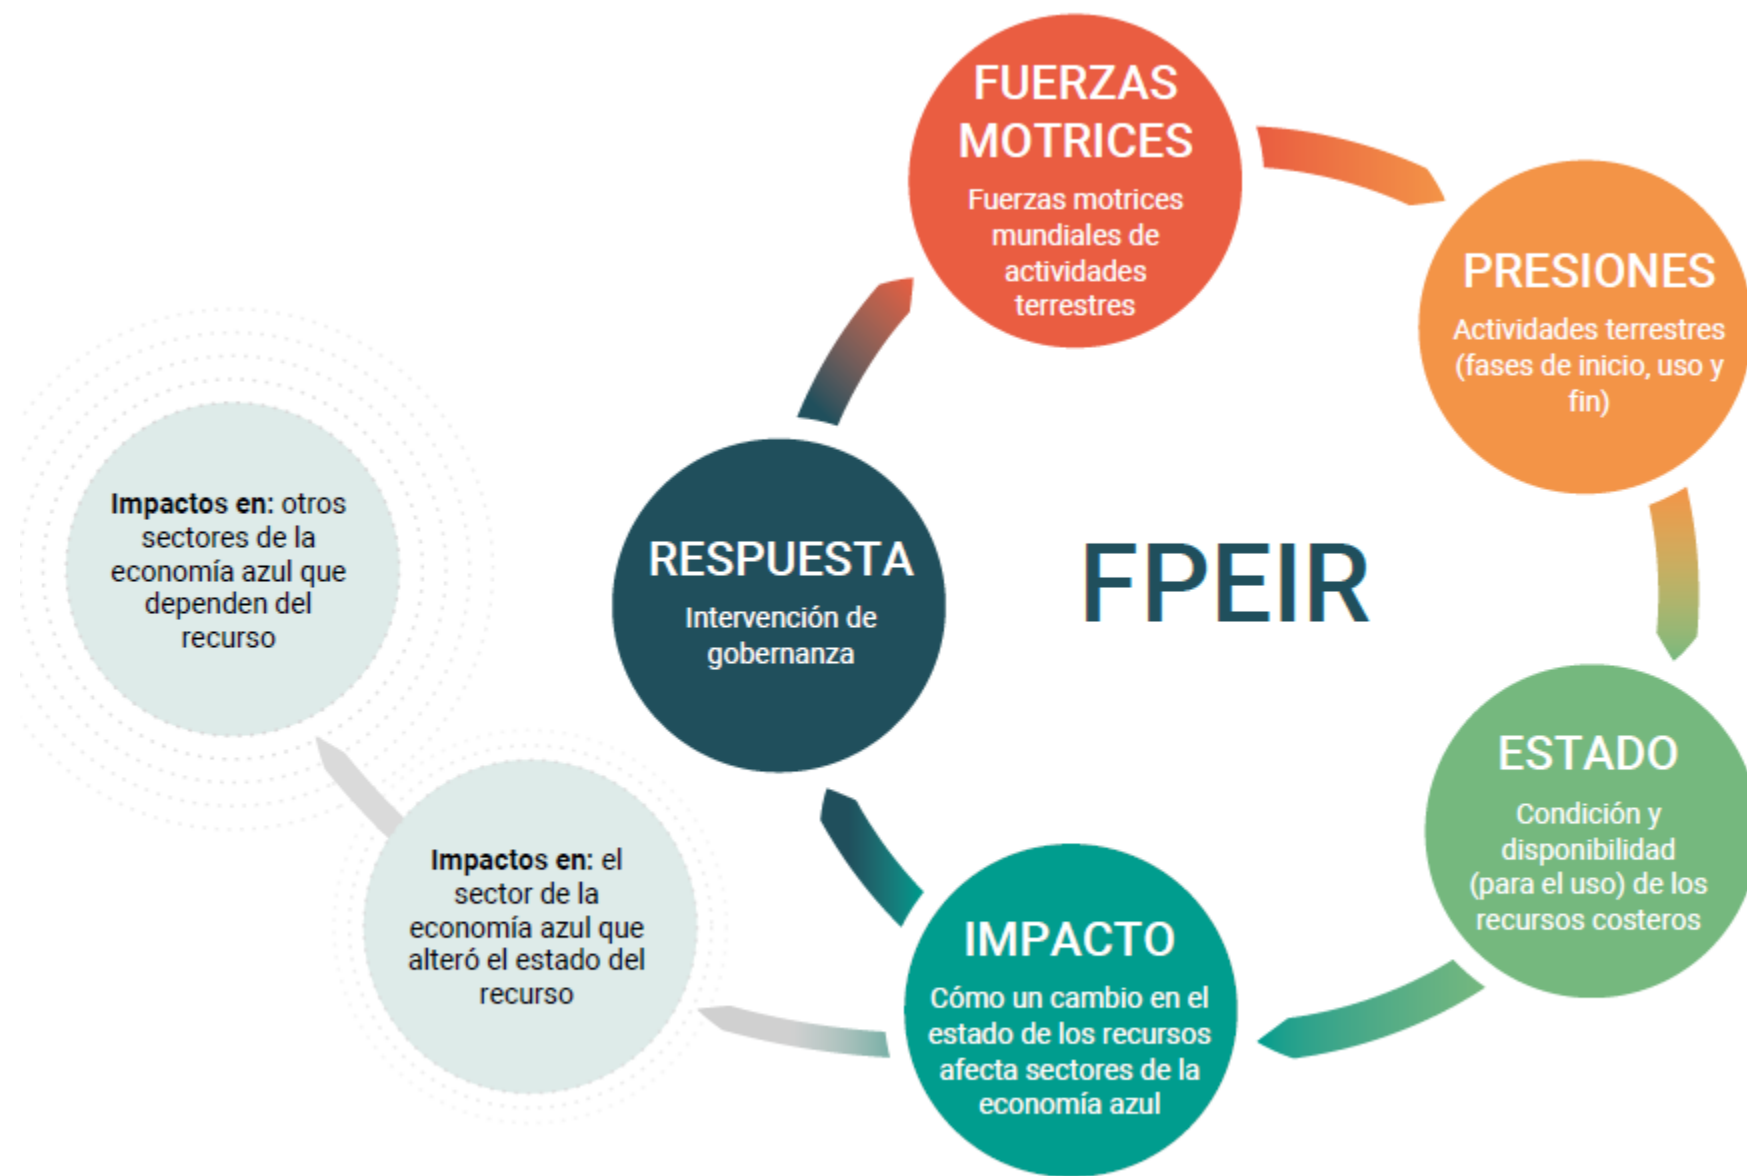 FUERZAS
MOTRICES
Fuerzas motrices
mundiales de
actividades
terrestres
PRESIONES
Actividades terrestres
(fases de inicio, uso y
fin)
FPEIR
ESTADO
Condición y
disponibilidad
(para el uso) de los
recursos costeros
IMPACTO
Cómo un cambio en el
estado de los recursos
afecta sectores de la
economía azul
RESPUESTA
Intervención de
gobernanza
Impactos en: el
sector de la
economía azul que
alteró el estado del
recurso
Impactos en: otros
sectores de la
economía azul que
dependen del
recurso